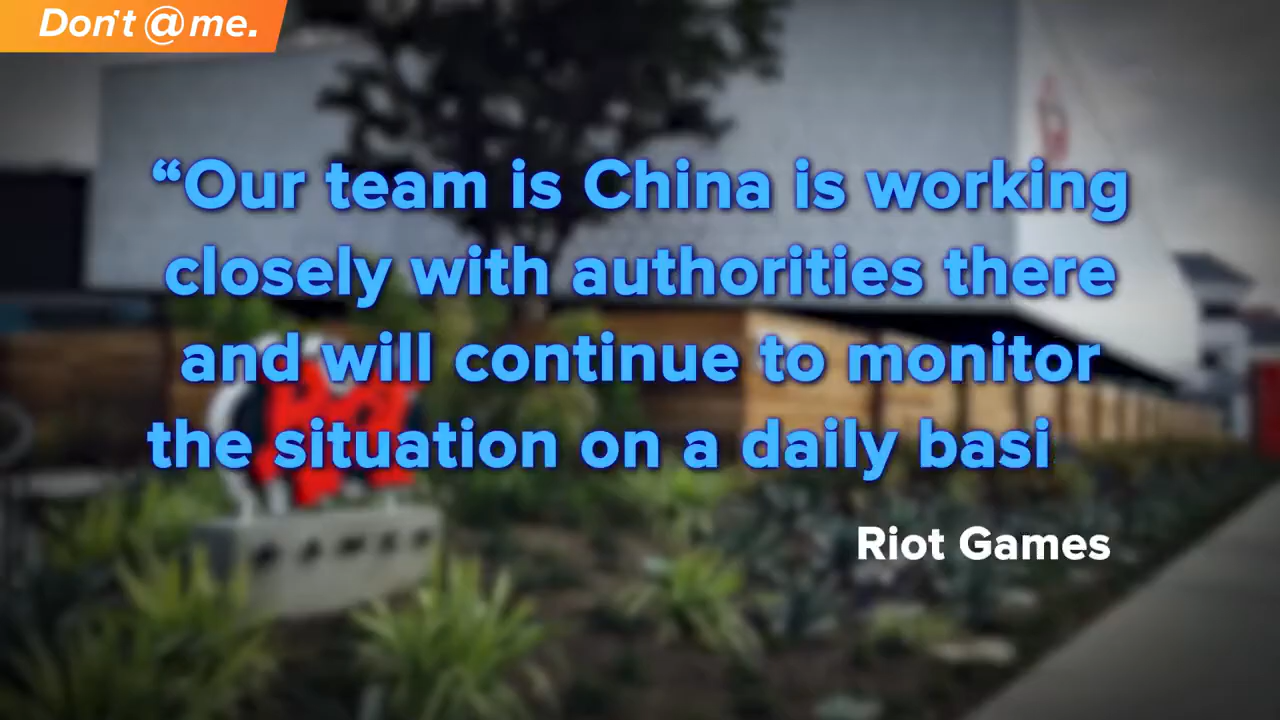 Don't @ me.
“Our team is China is working
closely with authorities there
and will continue to monitor
the situation on a daily basi
Riot Games